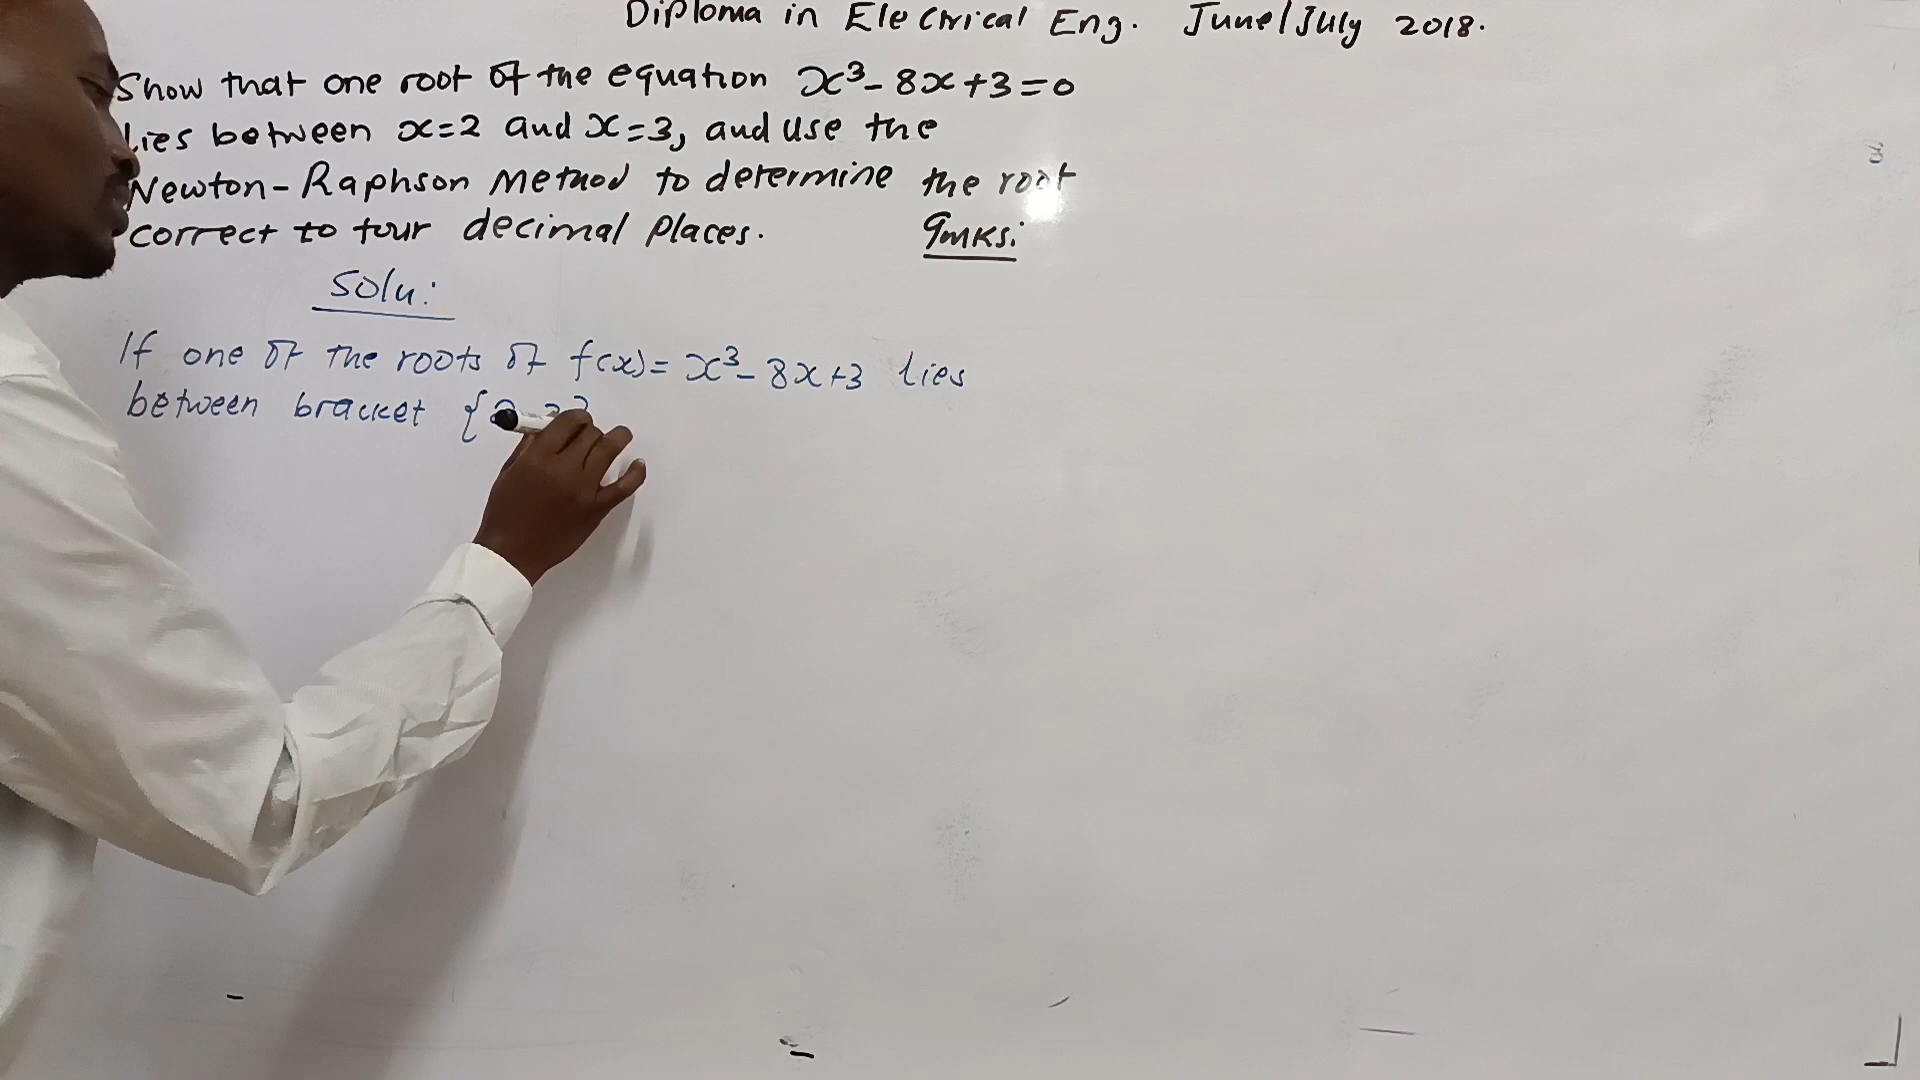 Diploma in Electrical Eng. June/July 2018.
Show that one root of the equation x³-8x+3=0
lies between x=2 and x=3, and use the
Newton-Raphson Method to determine the root
correct to four decimal places. 9mks:
Solu:
If one of the roots of f(x)=x³-8x+3 lies
between bracket {